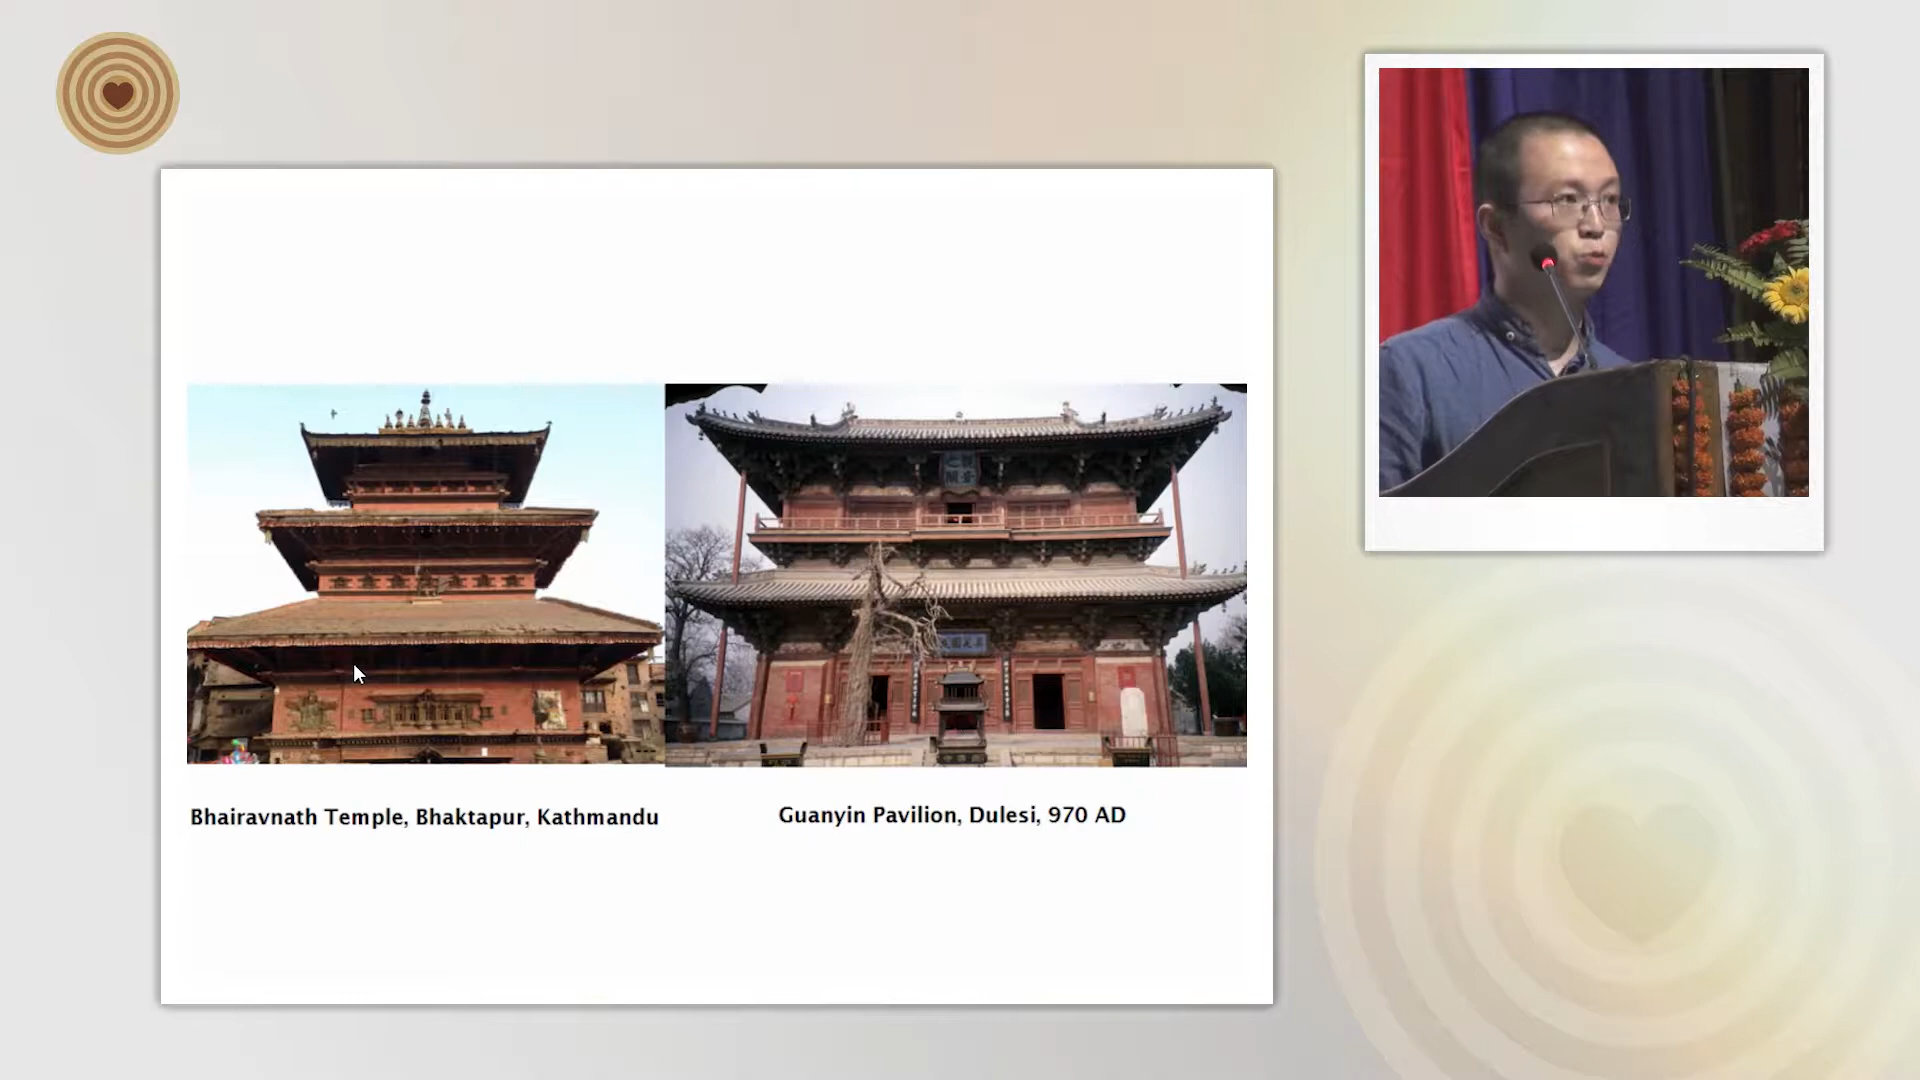 Bhairavnath Temple, Bhaktapur, Kathmandu
Guanyin Pavilion, Dulesi, 970 AD